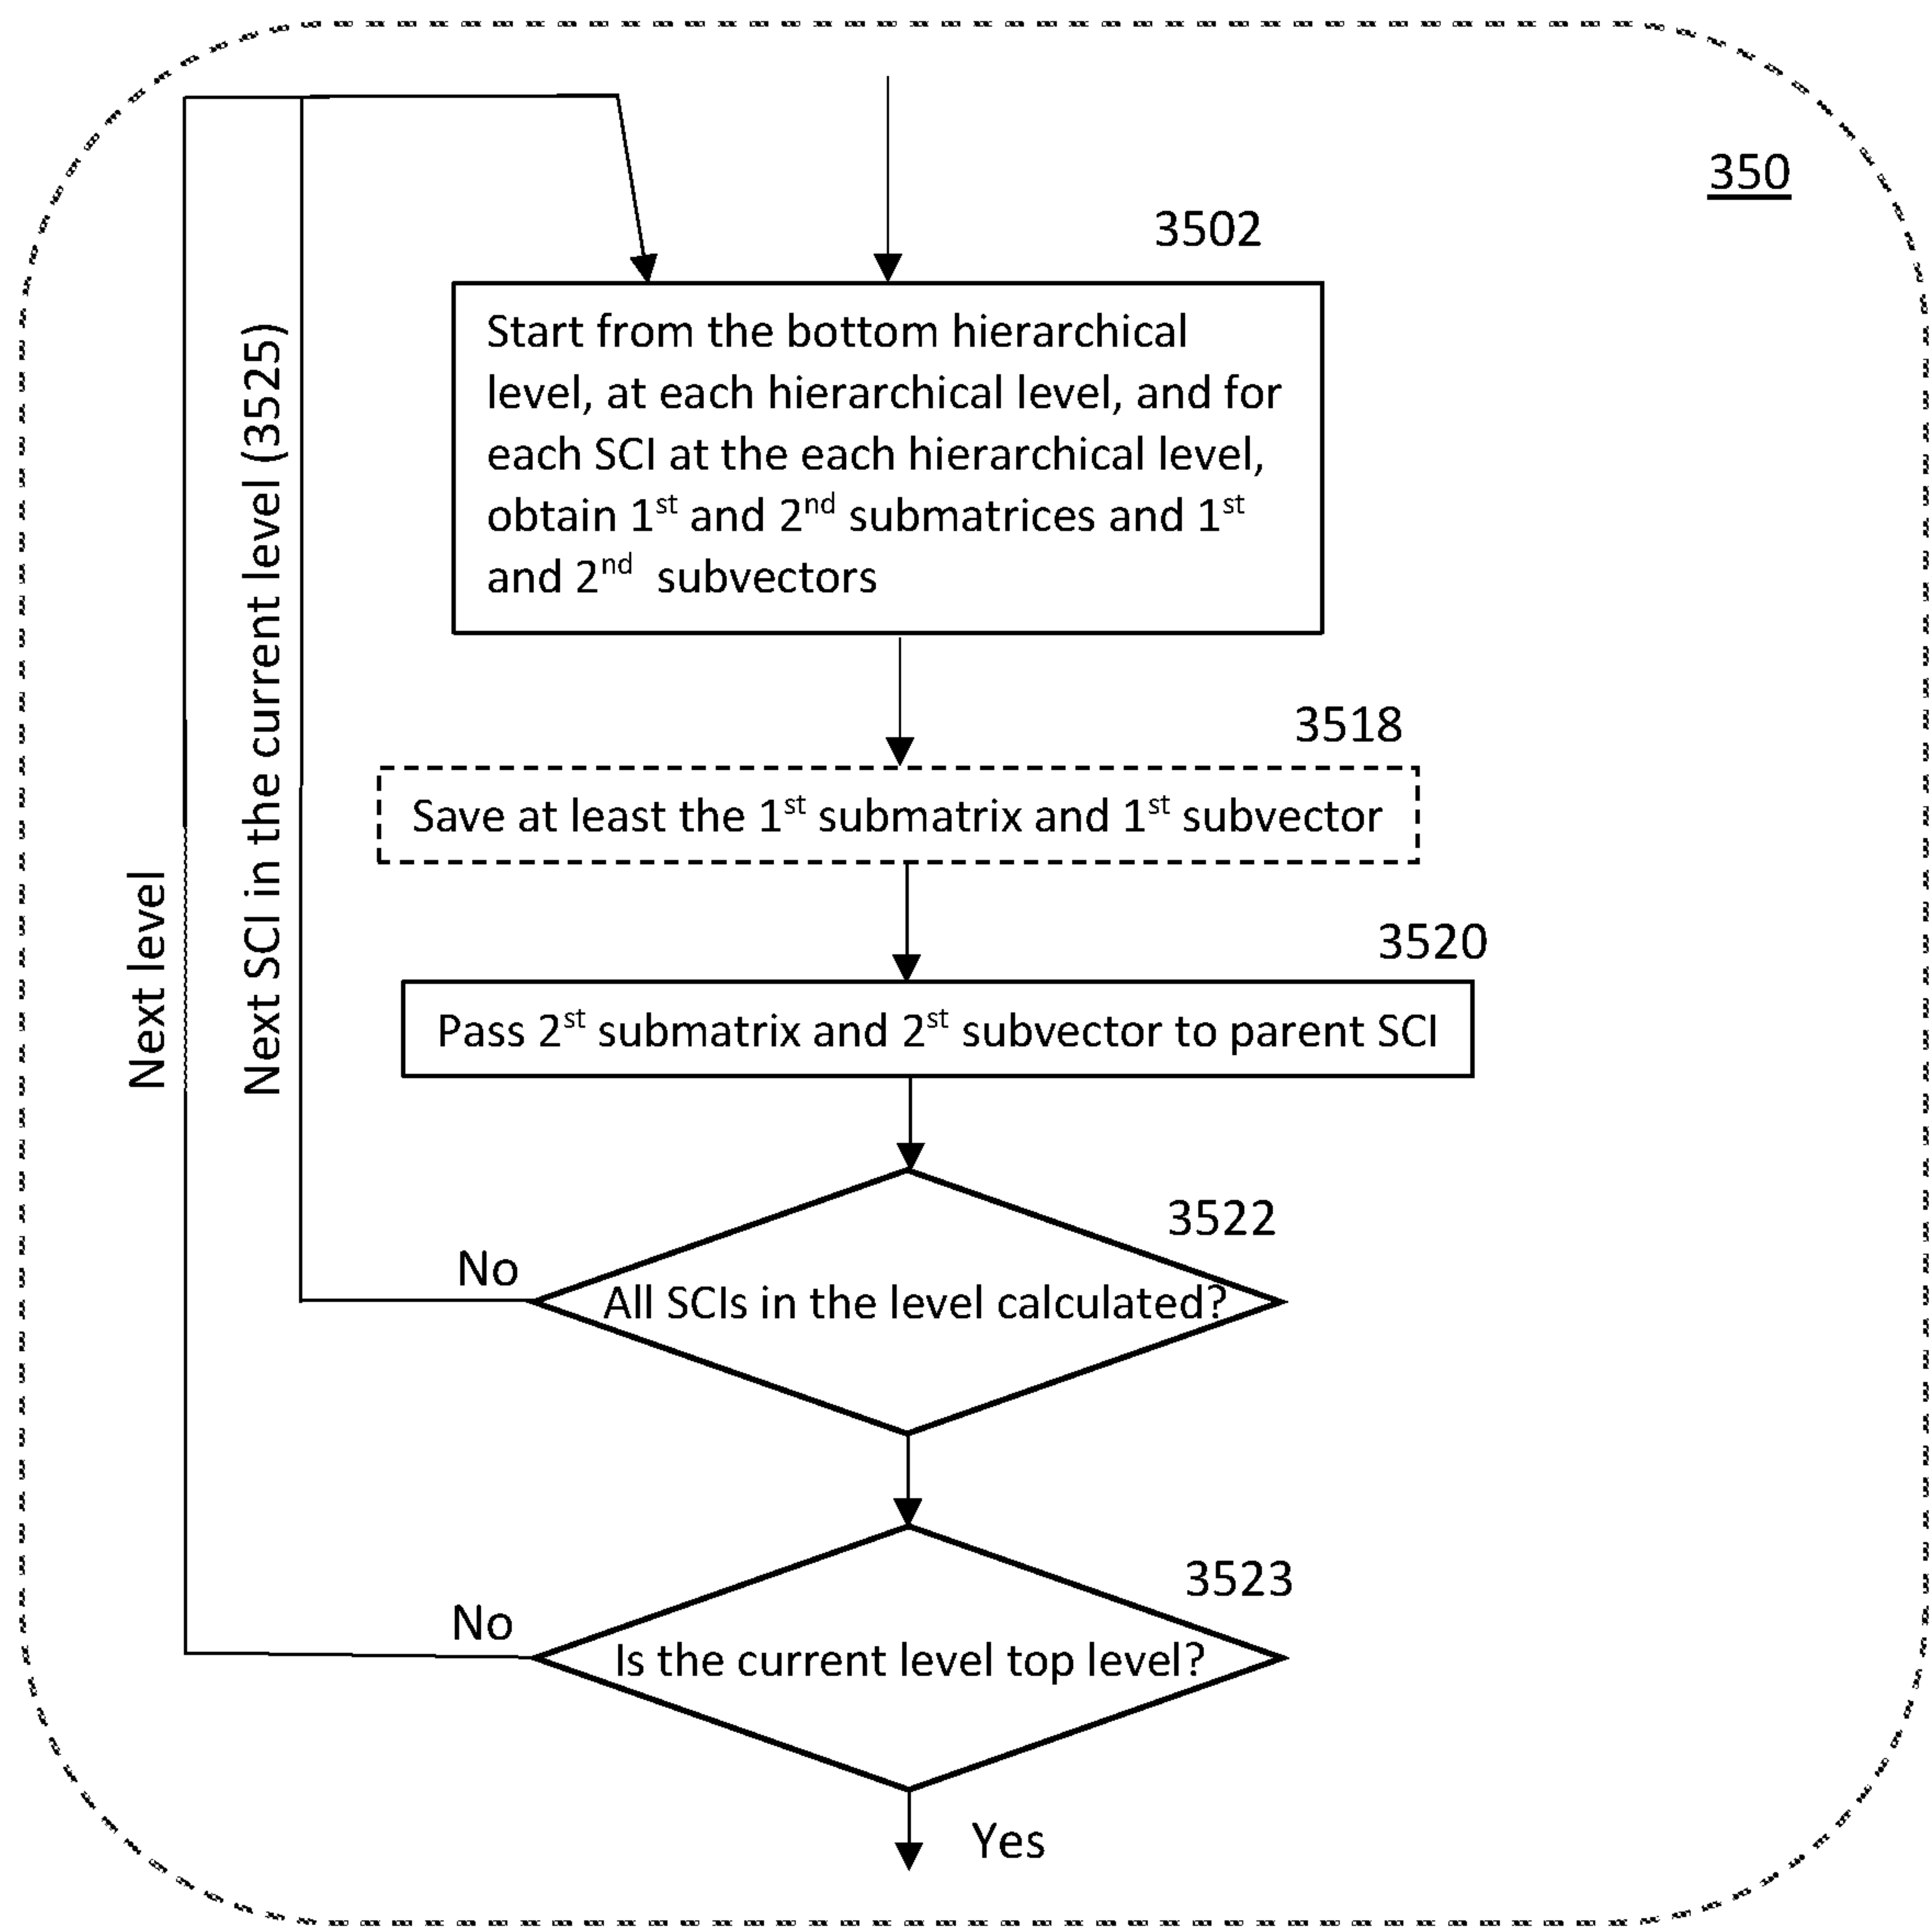 350
3502
Start from the bottom hierarchical
level, at each hierarchical level, and for
each SCI at the each hierarchical level,
obtain 1st and 2nd submatrices and 1st
and 2nd subvectors
3518
Save at least the 1st submatrix and 1st subvector
3520
Pass 2st submatrix and 2st subvector to parent SCI
3522
No
All SCIs in the level calculated?
3523
No
Is the current level top level?
Yes
Next level
Next SCI in the current level (3525)